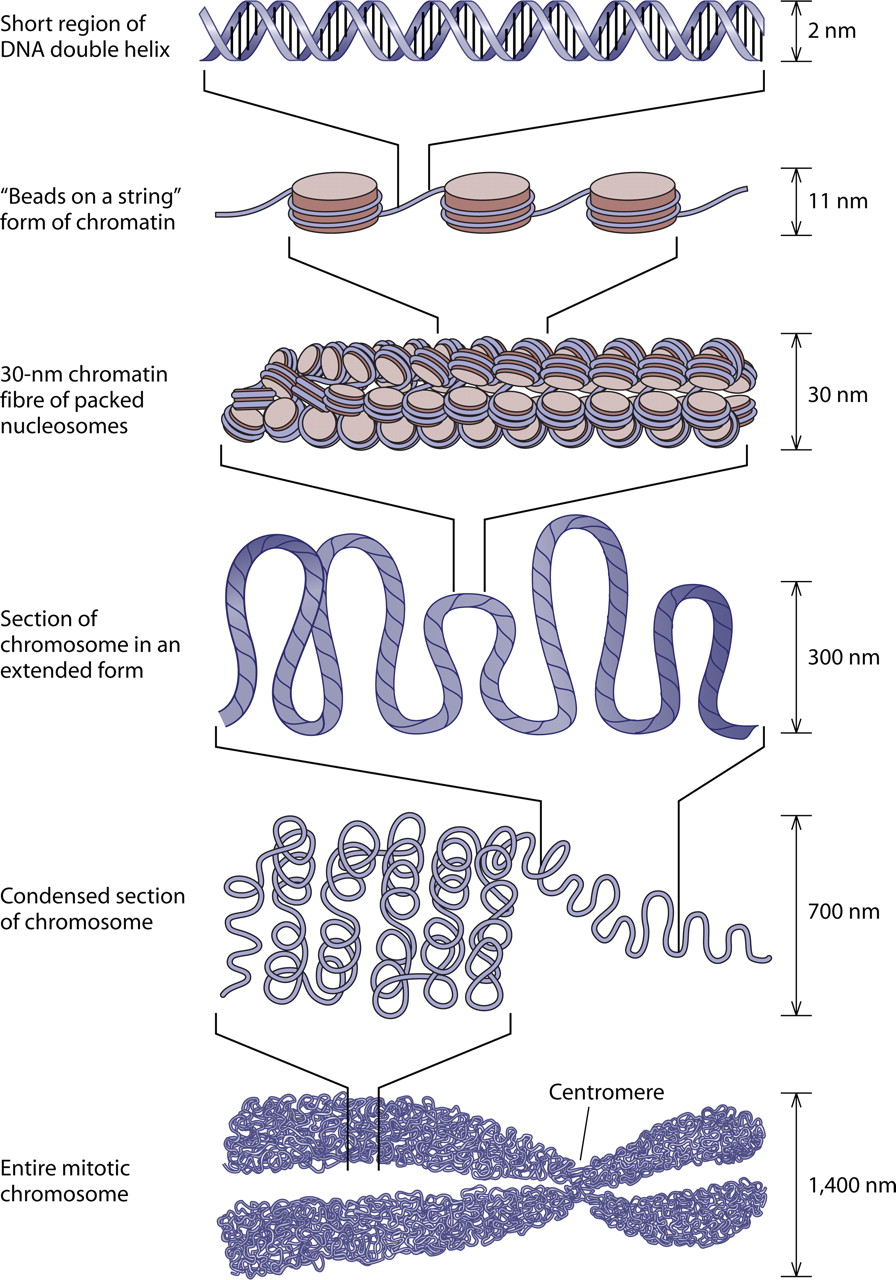 Short region of
DNA double helix
2 nm
“Beads on a string”
form of chromatin
11 nm
30-nm chromatin
fibre of packed
nucleosomes
30 nm
Section of
chromosome in an
extended form
300 nm
Condensed section
of chromosome
700 nm
Centromere
Entire mitotic
chromosome
1,400 nm